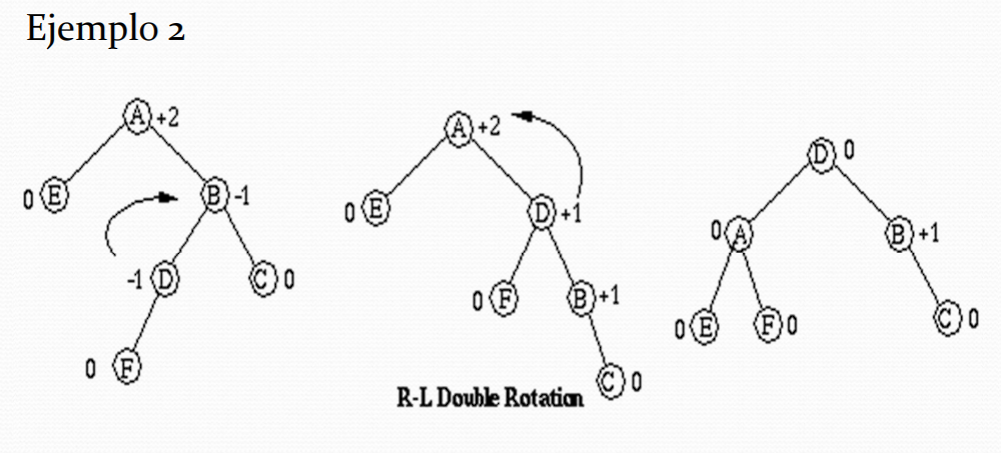 Ejemplo 2
A +2
0 E
B -1
-1 D
C 0
0 F
A +2
0 E
D +1
0 F
B +1
C 0
R-L Double Rotation
D 0
0 A
B +1
0 E
F 0
C 0